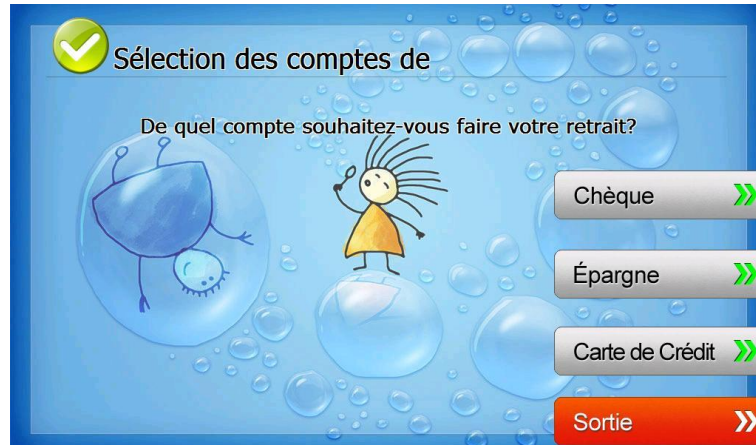 Sélection des comptes de
De quel compte souhaitez-vous faire votre retrait?
Chèque
Épargne
Carte de Crédit
Sortie